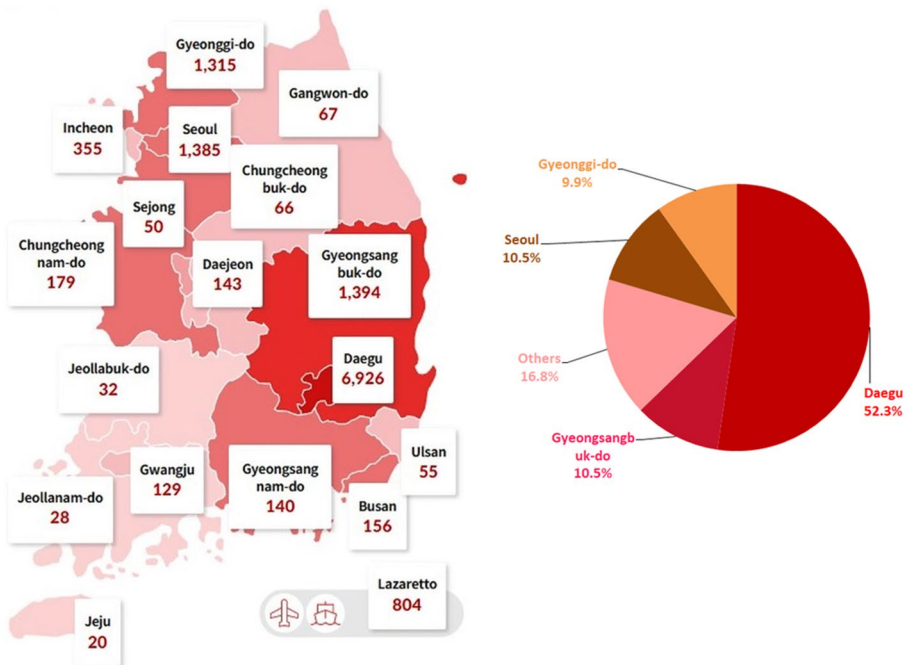 Gyeonggi-do
1,315
Gangwon-do
67
Incheon
355
Seoul
1,385
Chungcheong
buk-do
66
Sejong
50
Chungcheong
nam-do
179
Daejeon
143
Gyeongsang
buk-do
1,394
Daegu
6,926
Jeollabuk-do
32
Gwangju
129
Gyeongsang
nam-do
140
Ulsan
55
Jeollanam-do
28
Busan
156
Lazaretto
804
Jeju
20
Gyeonggi-do
9.9%
Seoul
10.5%
Others
16.8%
Gyeongsangb
uk-do
10.5%
Daegu
52.3%